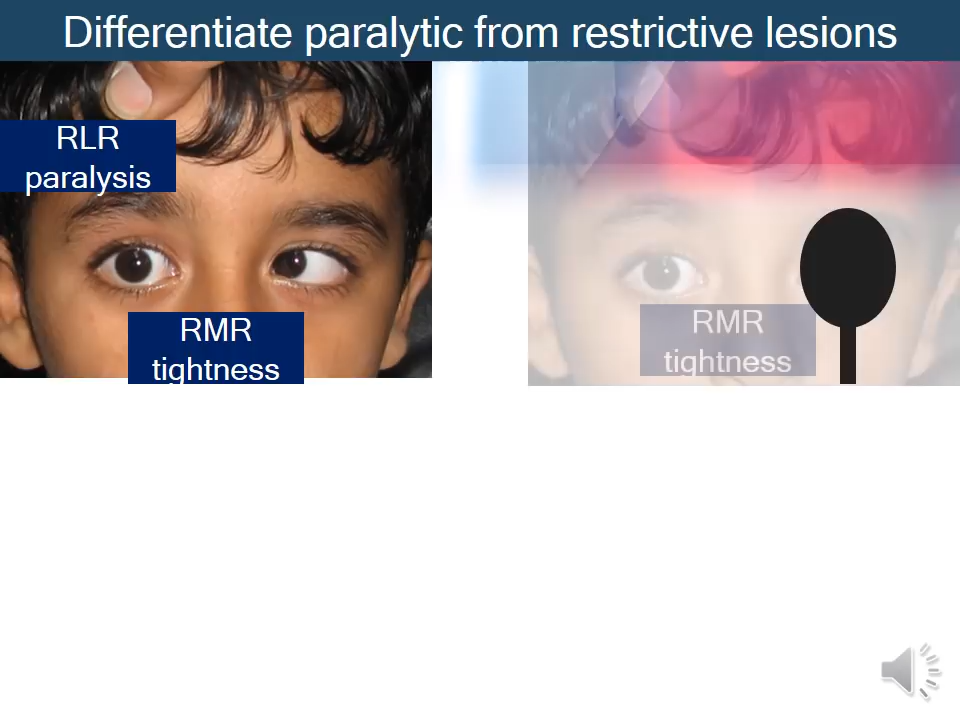 Differentiate paralytic from restrictive lesions
RLR
paralysis
RMR
tightness
RMR
tightness